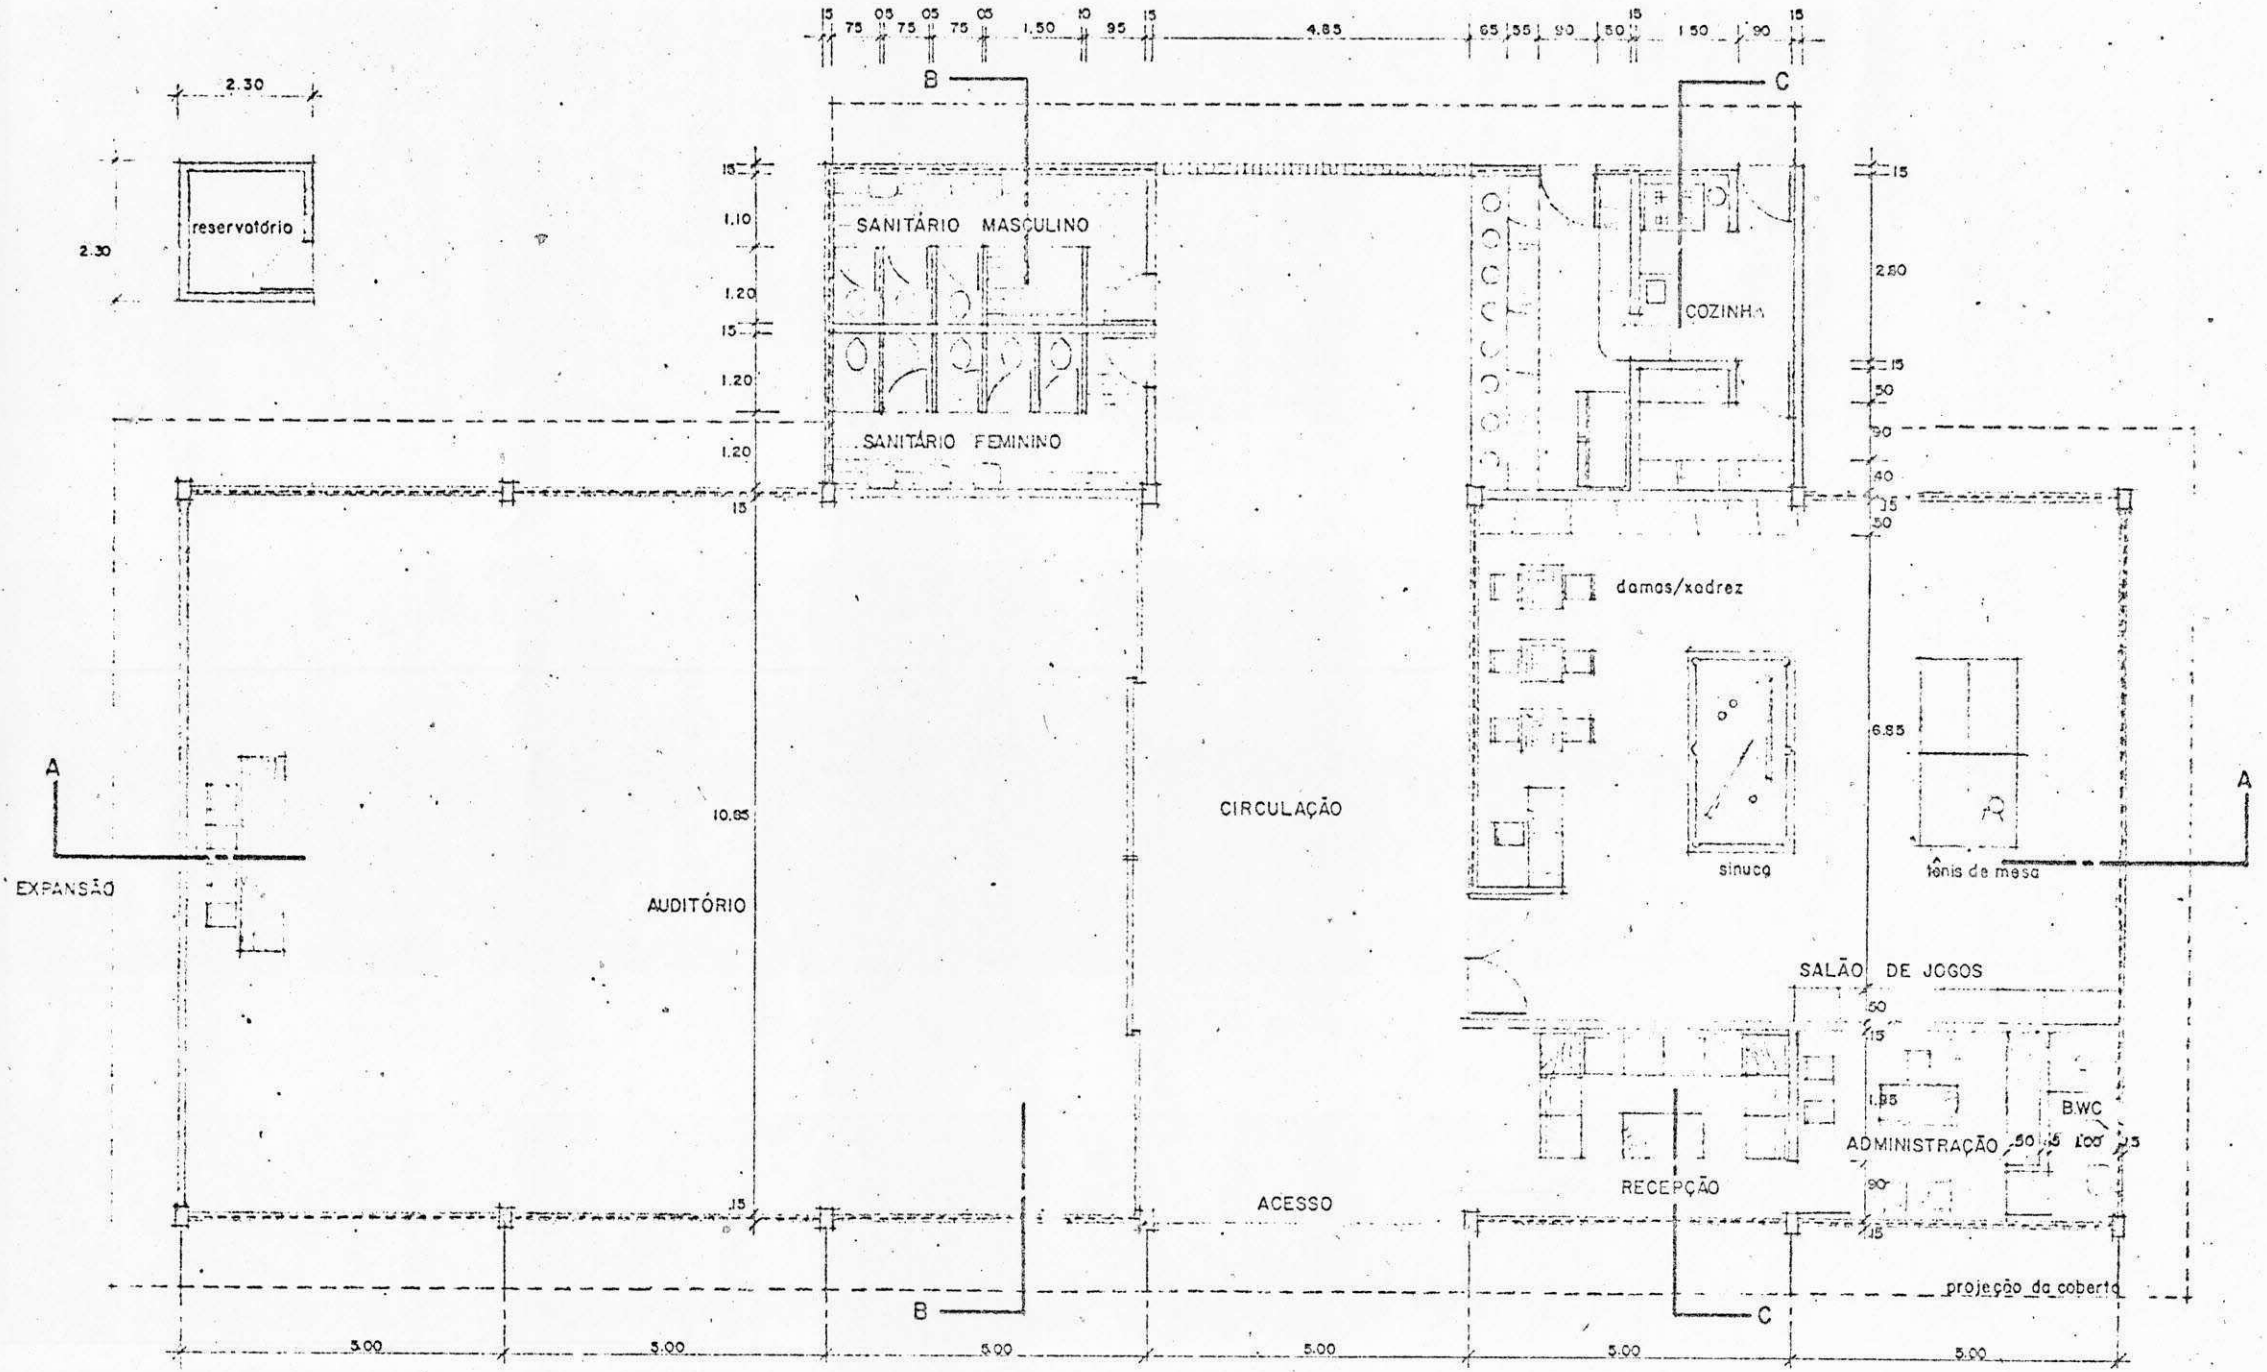 15 05 05 05 10 15 15 15
75 75 75 1.50 95 4.85 65 55 90 50 1 50 90
B C
2.30
15 15
reservatório
1.10 SANITÁRIO MASCULINO
2.30 2.80
1.20 COZINHA
15
1.20 15
50
90
1.20 SANITÁRIO FEMININO
40
15 15
50
damas/xadrez
6.85
A A
10.85 CIRCULAÇÃO
sinuca tênis de mesa
EXPANSÃO
AUDITÓRIO
SALÃO DE JOGOS
50
15
1.95 BWC
ADMINISTRAÇÃO 50 15 1.00 15
RECEPÇÃO 90
15 ACESSO
15
projeção da coberta
B C
5.00 5.00 5.00 5.00 5.00 5.00